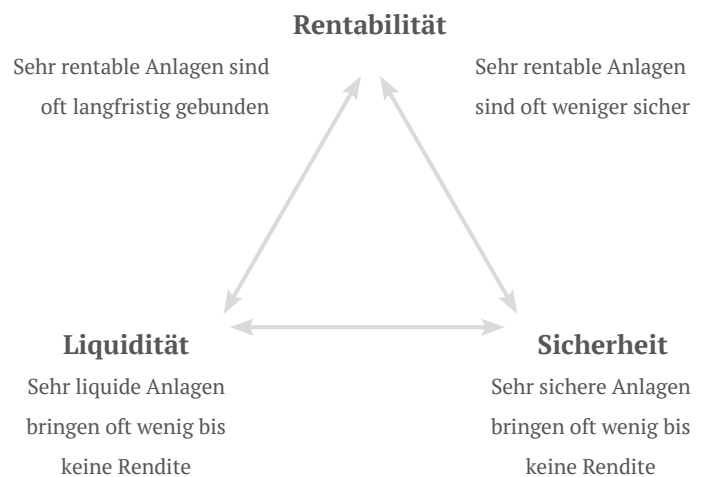 Rentabilität
Sehr rentable Anlagen sind
oft langfristig gebunden
Sehr rentable Anlagen
sind oft weniger sicher
Liquidität
Sehr liquide Anlagen
bringen oft wenig bis
keine Rendite
Sicherheit
Sehr sichere Anlagen
bringen oft wenig bis
keine Rendite